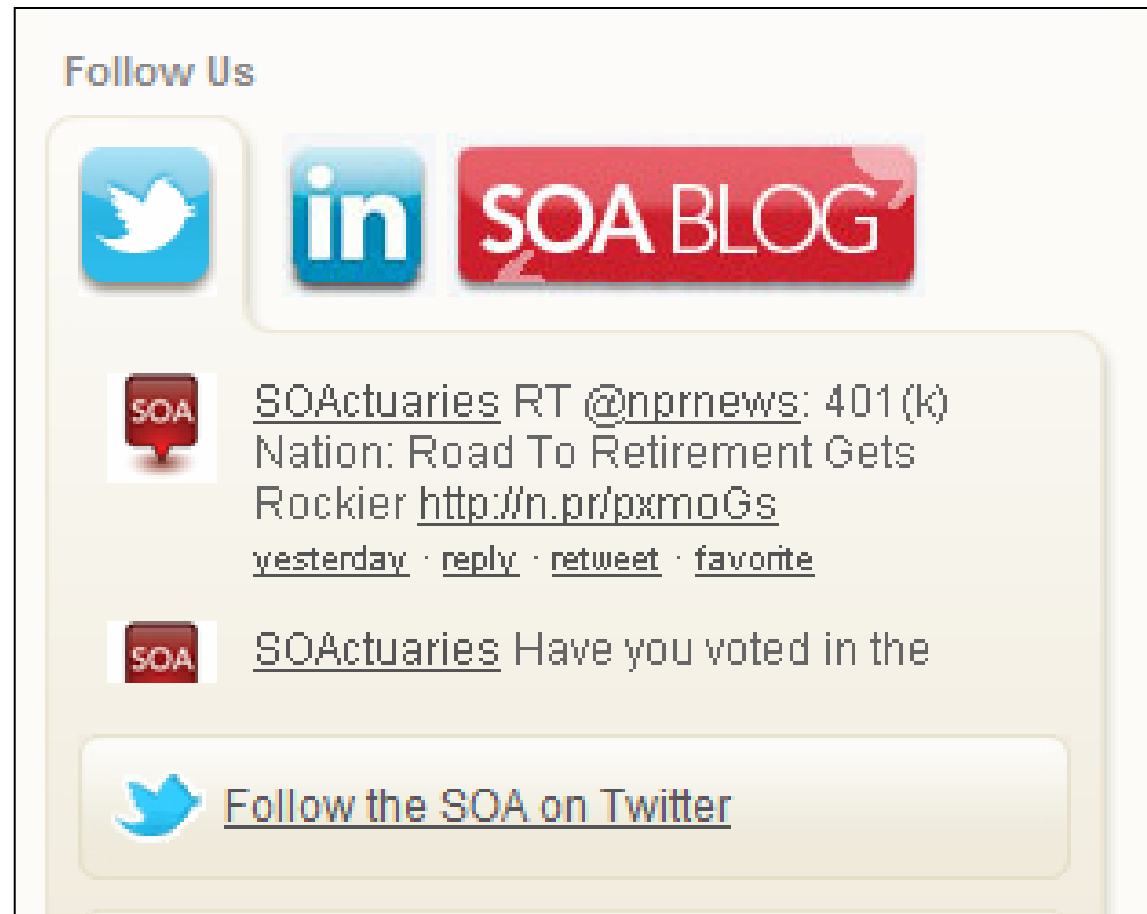 Follow Us
in SOA BLOG
SOA SOActuaries RT @nprnews: 401(k)
Nation: Road To Retirement Gets
Rockier http://n.pr/pxmoGs
yesterday · reply · retweet · favorite
SOA SOActuaries Have you voted in the
Follow the SOA on Twitter